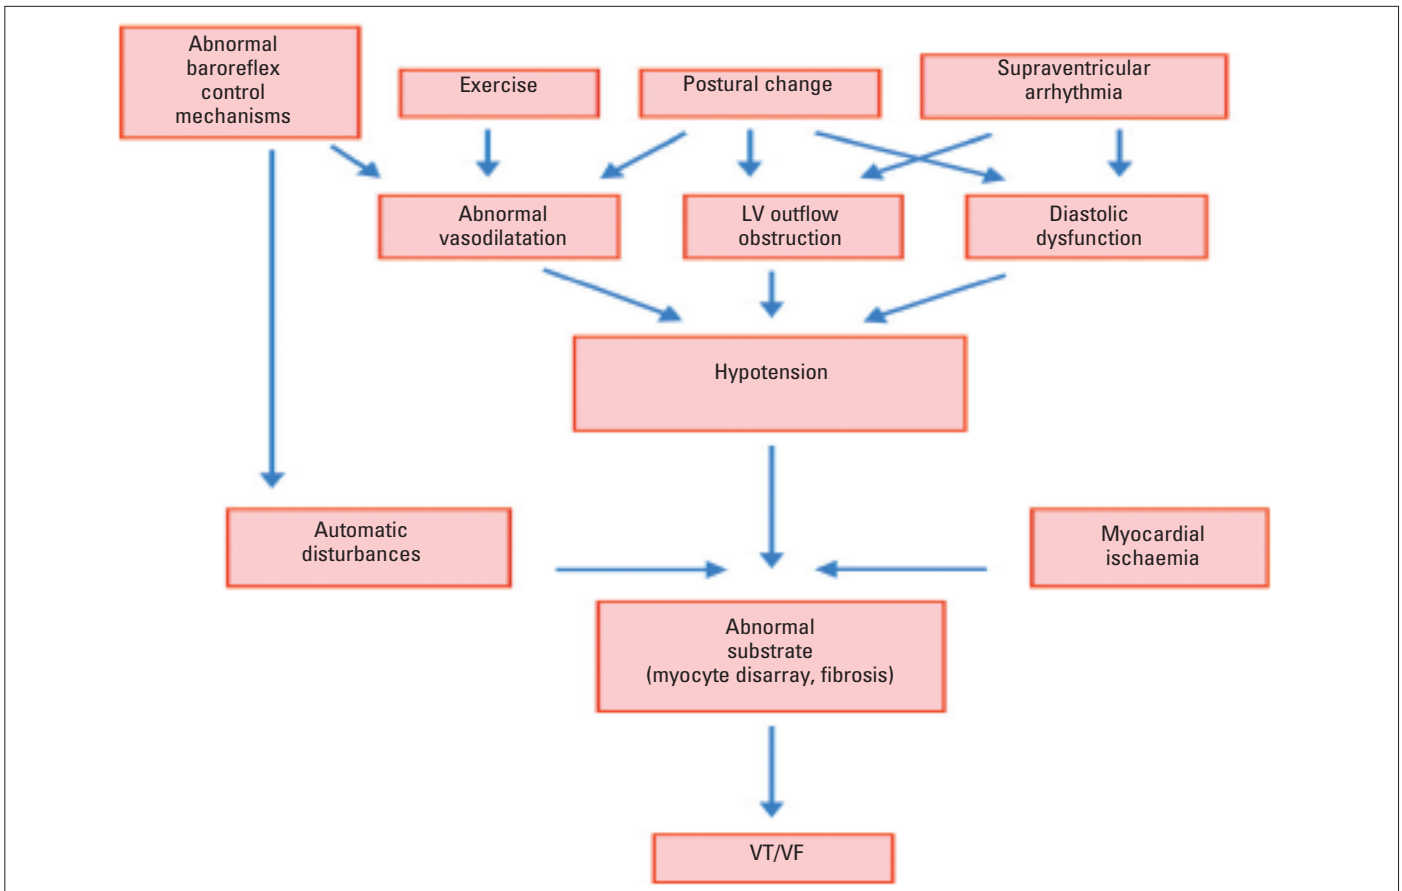 Abnormal
baroreflex
control
mechanisms
Exercise
Postural change
Supraventricular
arrhythmia
Abnormal
vasodilatation
LV outflow
obstruction
Diastolic
dysfunction
Hypotension
Automatic
disturbances
Myocardial
ischaemia
Abnormal
substrate
(myocyte disarray, fibrosis)
VT/VF